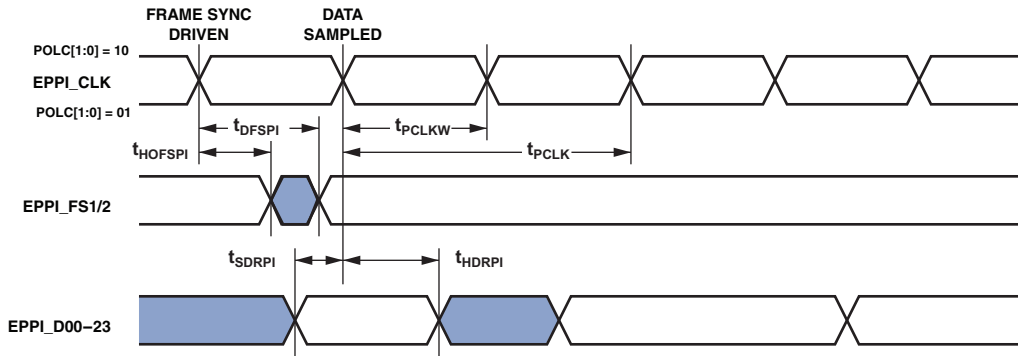 FRAME SYNC
DRIVEN
DATA
SAMPLED
POLC[1:0] = 10
EPPI_CLK
POLC[1:0] = 01
tDFSPI
tPCLKW
tHOFSPI
tPCLK
EPPI_FS1/2
tSDRPI
tHDRPI
EPPI_D00–23